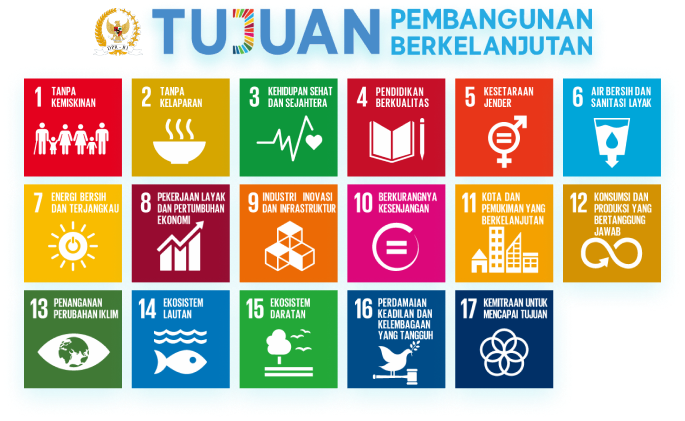 DPR-RI
TUJUAN
PEMBANGUNAN
BERKELANJUTAN
1 TANPA
KEMISKINAN
2 TANPA
KELAPARAN
3 KEHIDUPAN SEHAT
DAN SEJAHTERA
4 PENDIDIKAN
BERKUALITAS
5 KESETARAAN
JENDER
6 AIR BERSIH DAN
SANITASI LAYAK
7 ENERGI BERSIH
DAN TERJANGKAU
8 PEKERJAAN LAYAK
DAN PERTUMBUHAN
EKONOMI
9 INDUSTRI INOVASI
DAN INFRASTRUKTUR
10 BERKURANGNYA
KESENJANGAN
11 KOTA DAN
PEMUKIMAN YANG
BERKELANJUTAN
12 KONSUMSI DAN
PRODUKSI YANG
BERTANGGUNG
JAWAB
13 PENANGANAN
PERUBAHAN IKLIM
14 EKOSISTEM
LAUTAN
15 EKOSISTEM
DARATAN
16 PERDAMAIAN
KEADILAN DAN
KELEMBAGAAN
YANG TANGGUH
17 KEMITRAAN UNTUK
MENCAPAI TUJUAN